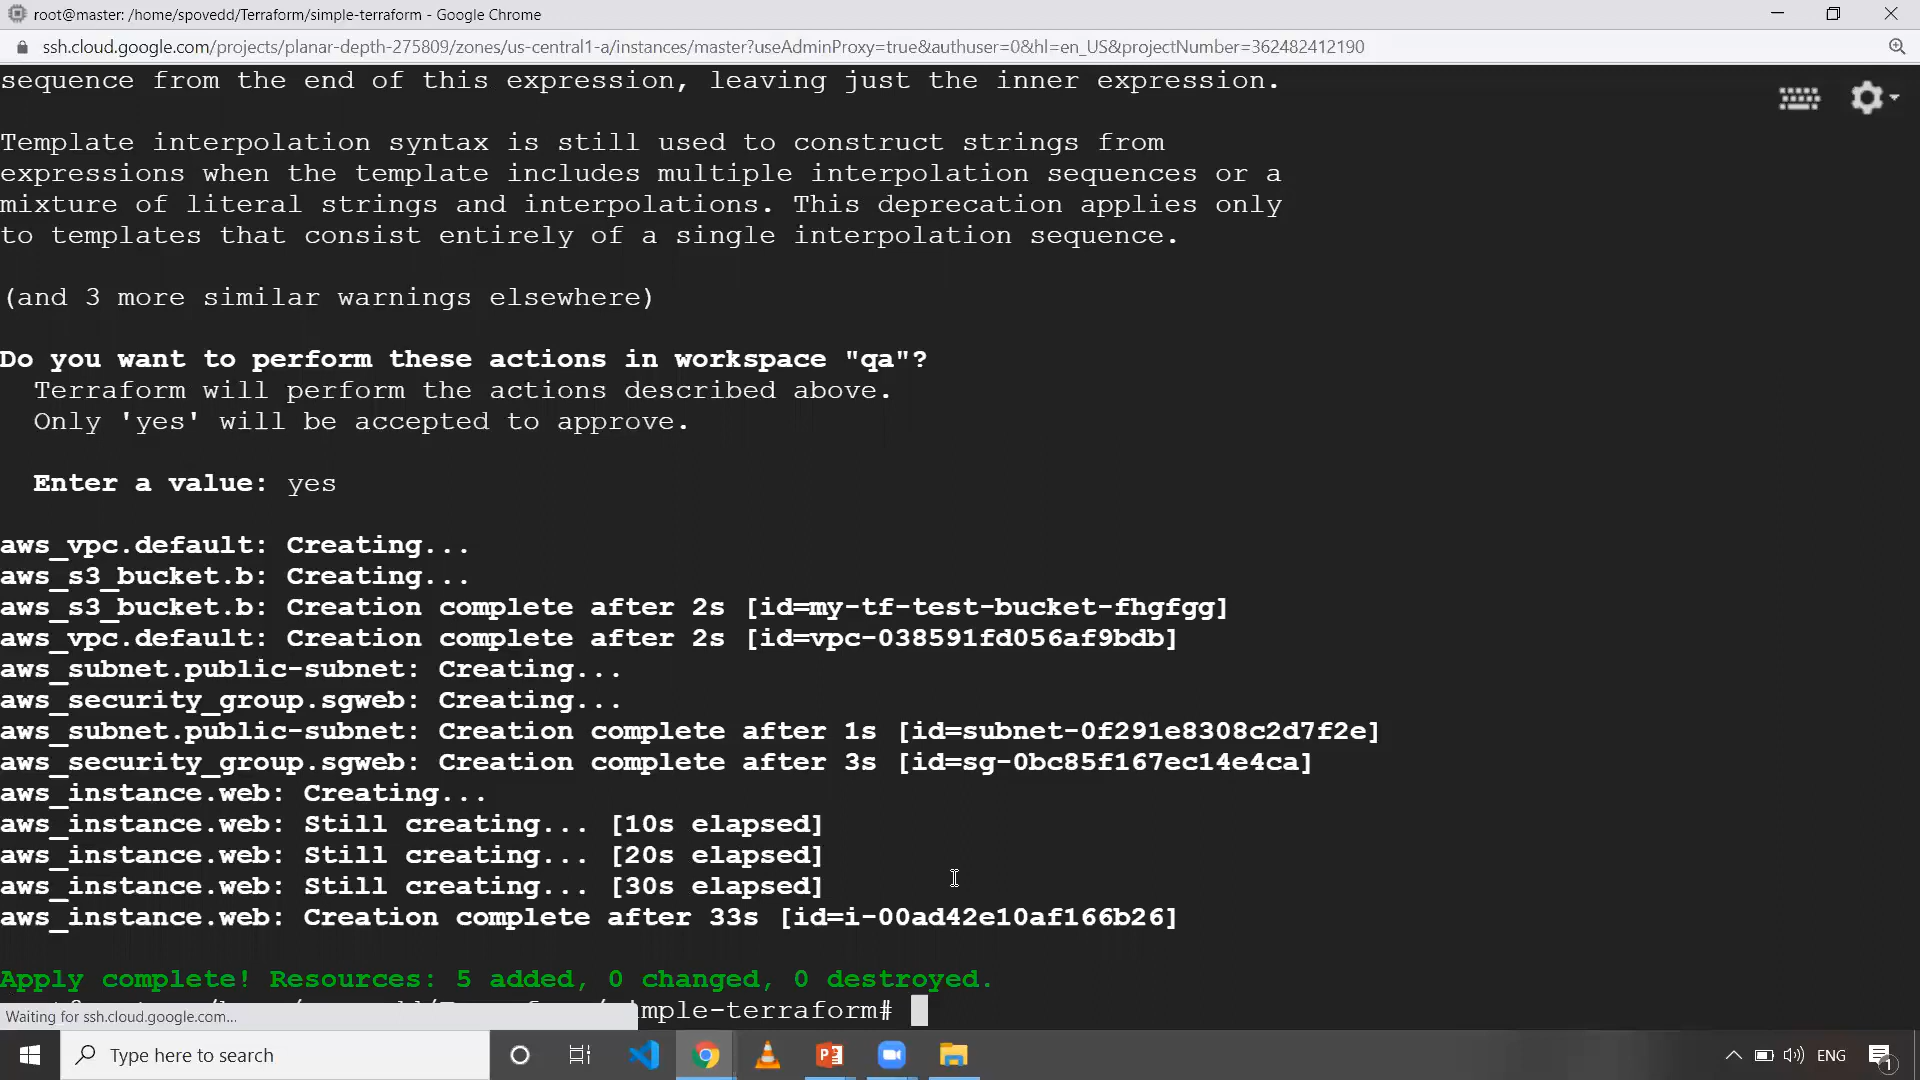 root@master: /home/spovedd/Terraform/simple-terraform - Google Chrome
ssh.cloud.google.com/projects/planar-depth-275809/zones/us-central1-a/instances/master?useAdminProxy=true&authuser=0&hl=en_US&projectNumber=362482412190
sequence from the end of this expression, leaving just the inner expression.
Template interpolation syntax is still used to construct strings from
expressions when the template includes multiple interpolation sequences or a
mixture of literal strings and interpolations. This deprecation applies only
to templates that consist entirely of a single interpolation sequence.
(and 3 more similar warnings elsewhere)
Do you want to perform these actions in workspace "qa"?
Terraform will perform the actions described above.
Only 'yes' will be accepted to approve.
Enter a value: yes
aws_vpc.default: Creating...
aws_s3_bucket.b: Creating...
aws_s3_bucket.b: Creation complete after 2s [id=my-tf-test-bucket-fhgfgg]
aws_vpc.default: Creation complete after 2s [id=vpc-038591fd056af9bdb]
aws_subnet.public-subnet: Creating...
aws_security_group.sgweb: Creating...
aws_subnet.public-subnet: Creation complete after 1s [id=subnet-0f291e8308c2d7f2e]
aws_security_group.sgweb: Creation complete after 3s [id=sg-0bc85f167ec14e4ca]
aws_instance.web: Creating...
aws_instance.web: Still creating... [10s elapsed]
aws_instance.web: Still creating... [20s elapsed]
aws_instance.web: Still creating... [30s elapsed]
aws_instance.web: Creation complete after 33s [id=i-00ad42e10af166b26]
Apply complete! Resources: 5 added, 0 changed, 0 destroyed.
mple-terraform#
Waiting for ssh.cloud.google.com...
Type here to search
ENG
1